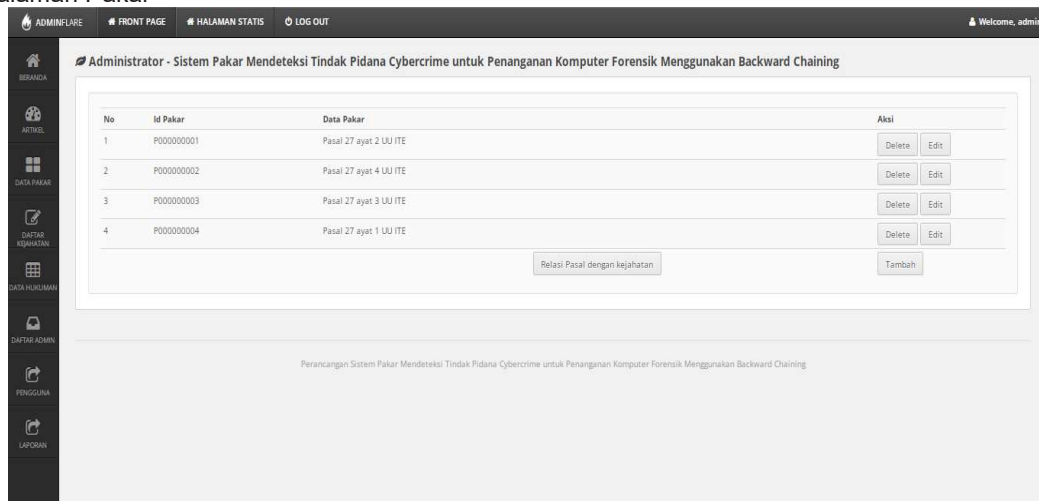 ADMINFLARE FRONT PAGE HALAMAN STATIS LOG OUT Welcome, admin
BERANDA
ARTIKEL
DATA PAKAR
DAFTAR
KEJAHATAN
DATA HUKUMAN
DAFTAR ADMIN
PENGGUNA
LAPORAN
Administrator - Sistem Pakar Mendeteksi Tindak Pidana Cybercrime untuk Penanganan Komputer Forensik Menggunakan Backward Chaining
No Id Pakar Data Pakar Aksi
1 P000000001 Pasal 27 ayat 2 UU ITE Delete Edit
2 P000000002 Pasal 27 ayat 4 UU ITE Delete Edit
3 P000000003 Pasal 27 ayat 3 UU ITE Delete Edit
4 P000000004 Pasal 27 ayat 1 UU ITE Delete Edit
Relasi Pasal dengan kejahatan Tambah
Perancangan Sistem Pakar Mendeteksi Tindak Pidana Cybercrime untuk Penanganan Komputer Forensik Menggunakan Backward Chaining